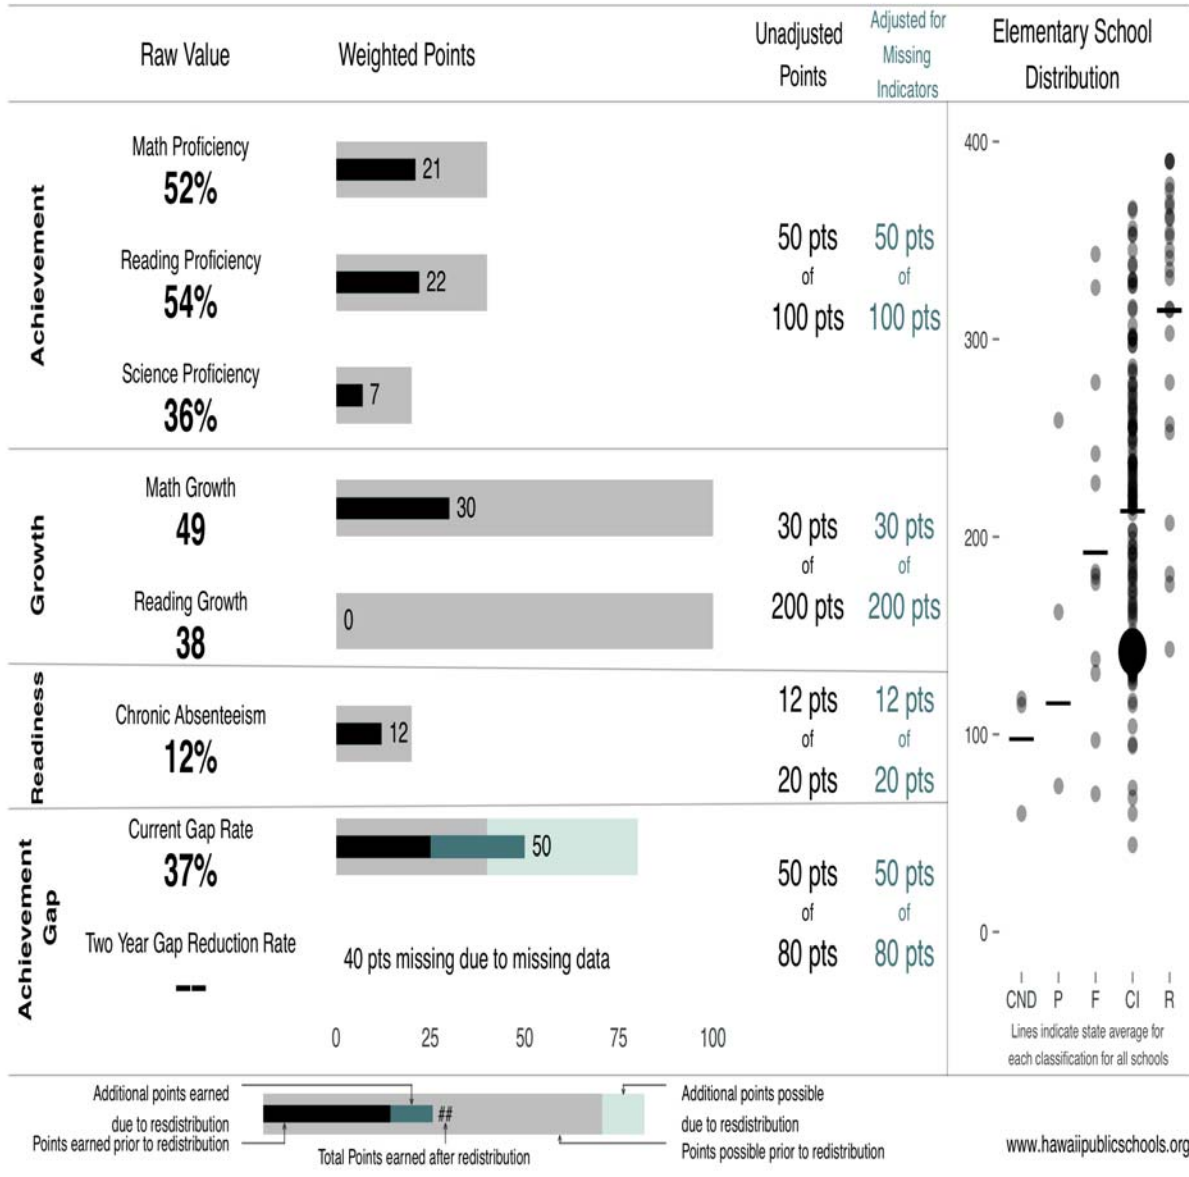 Raw Value
Weighted Points
Unadjusted
Points
Adjusted for
Missing
Indicators
Elementary School
Distribution
Achievement
Math Proficiency
52%
21
Reading Proficiency
54%
22
Science Proficiency
36%
7
50 pts
of
100 pts
50 pts
of
100 pts
Growth
Math Growth
49
30
Reading Growth
38
0
30 pts
of
200 pts
30 pts
of
200 pts
Readiness
Chronic Absenteeism
12%
12
12 pts
of
20 pts
12 pts
of
20 pts
Achievement
Gap
Current Gap Rate
37%
50
Two Year Gap Reduction Rate
--
40 pts missing due to missing data
50 pts
of
80 pts
50 pts
of
80 pts
0 25 50 75 100
400
300
200
100
0
CND P F CI R
Lines indicate state average for
each classification for all schools
Additional points earned
due to resdistribution
Points earned prior to redistribution
##
Total Points earned after redistribution
Additional points possible
due to resdistribution
Points possible prior to redistribution
www.hawaiipublicschools.org